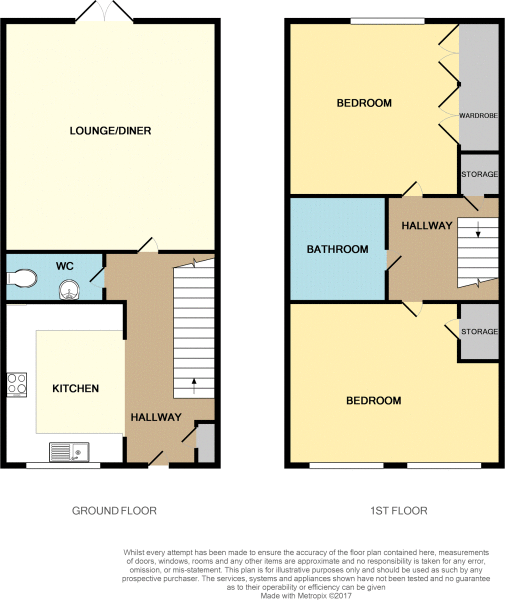 LOUNGE/DINER
WC
KITCHEN
HALLWAY
GROUND FLOOR
BEDROOM
WARDROBE
STORAGE
HALLWAY
BATHROOM
STORAGE
BEDROOM
1ST FLOOR
Whilst every attempt has been made to ensure the accuracy of the floor plan contained here, measurements
of doors, windows, rooms and any other items are approximate and no responsibility is taken for any error,
omission, or mis-statement. This plan is for illustrative purposes only and should be used as such by any
prospective purchaser. The services, systems and appliances shown have not been tested and no guarantee
as to their operability or efficiency can be given
Made with Metropix ©2017